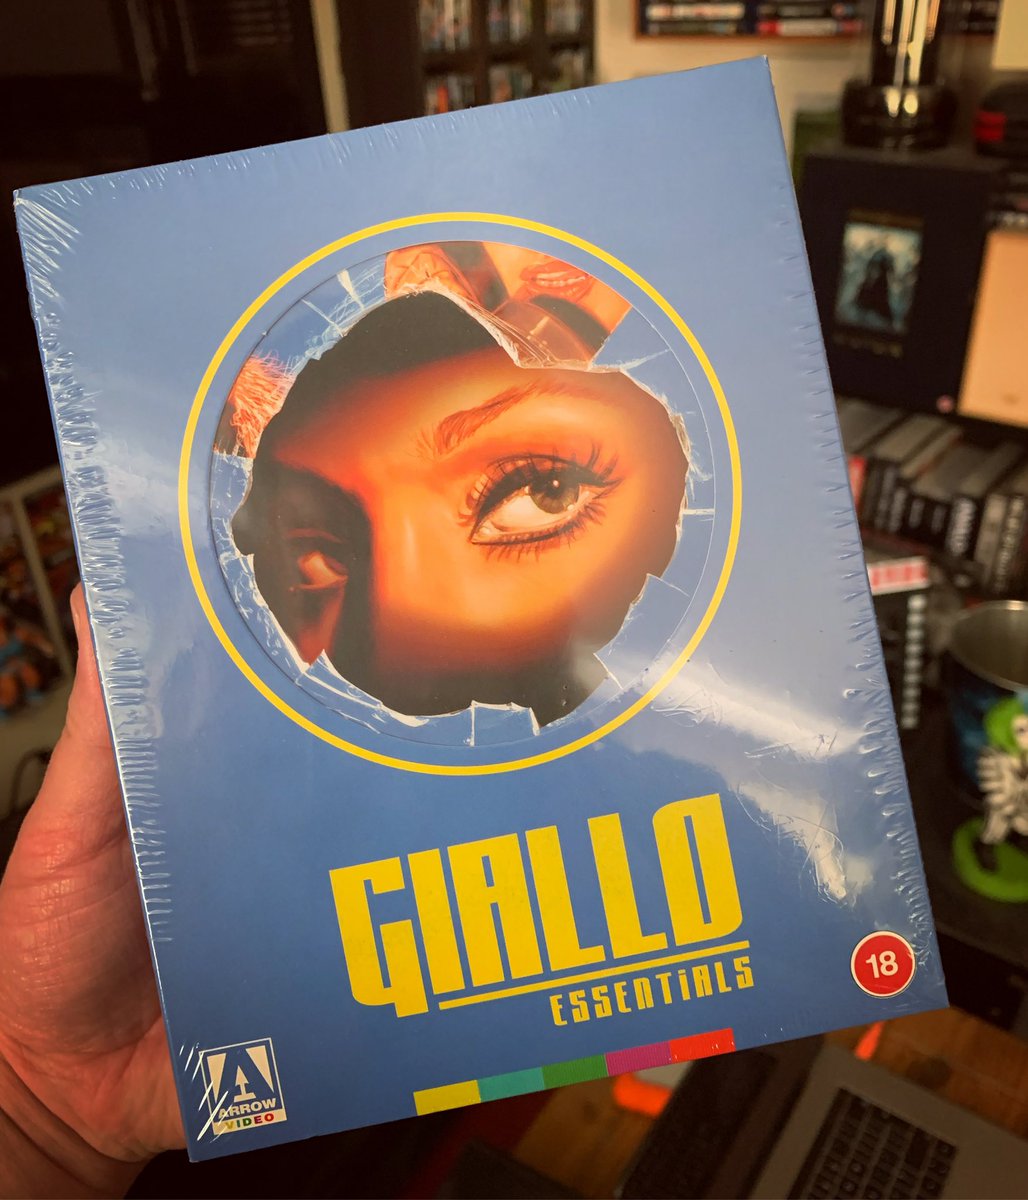 GIALLO
ESSENTIALS
18
ARROW
VIDEO